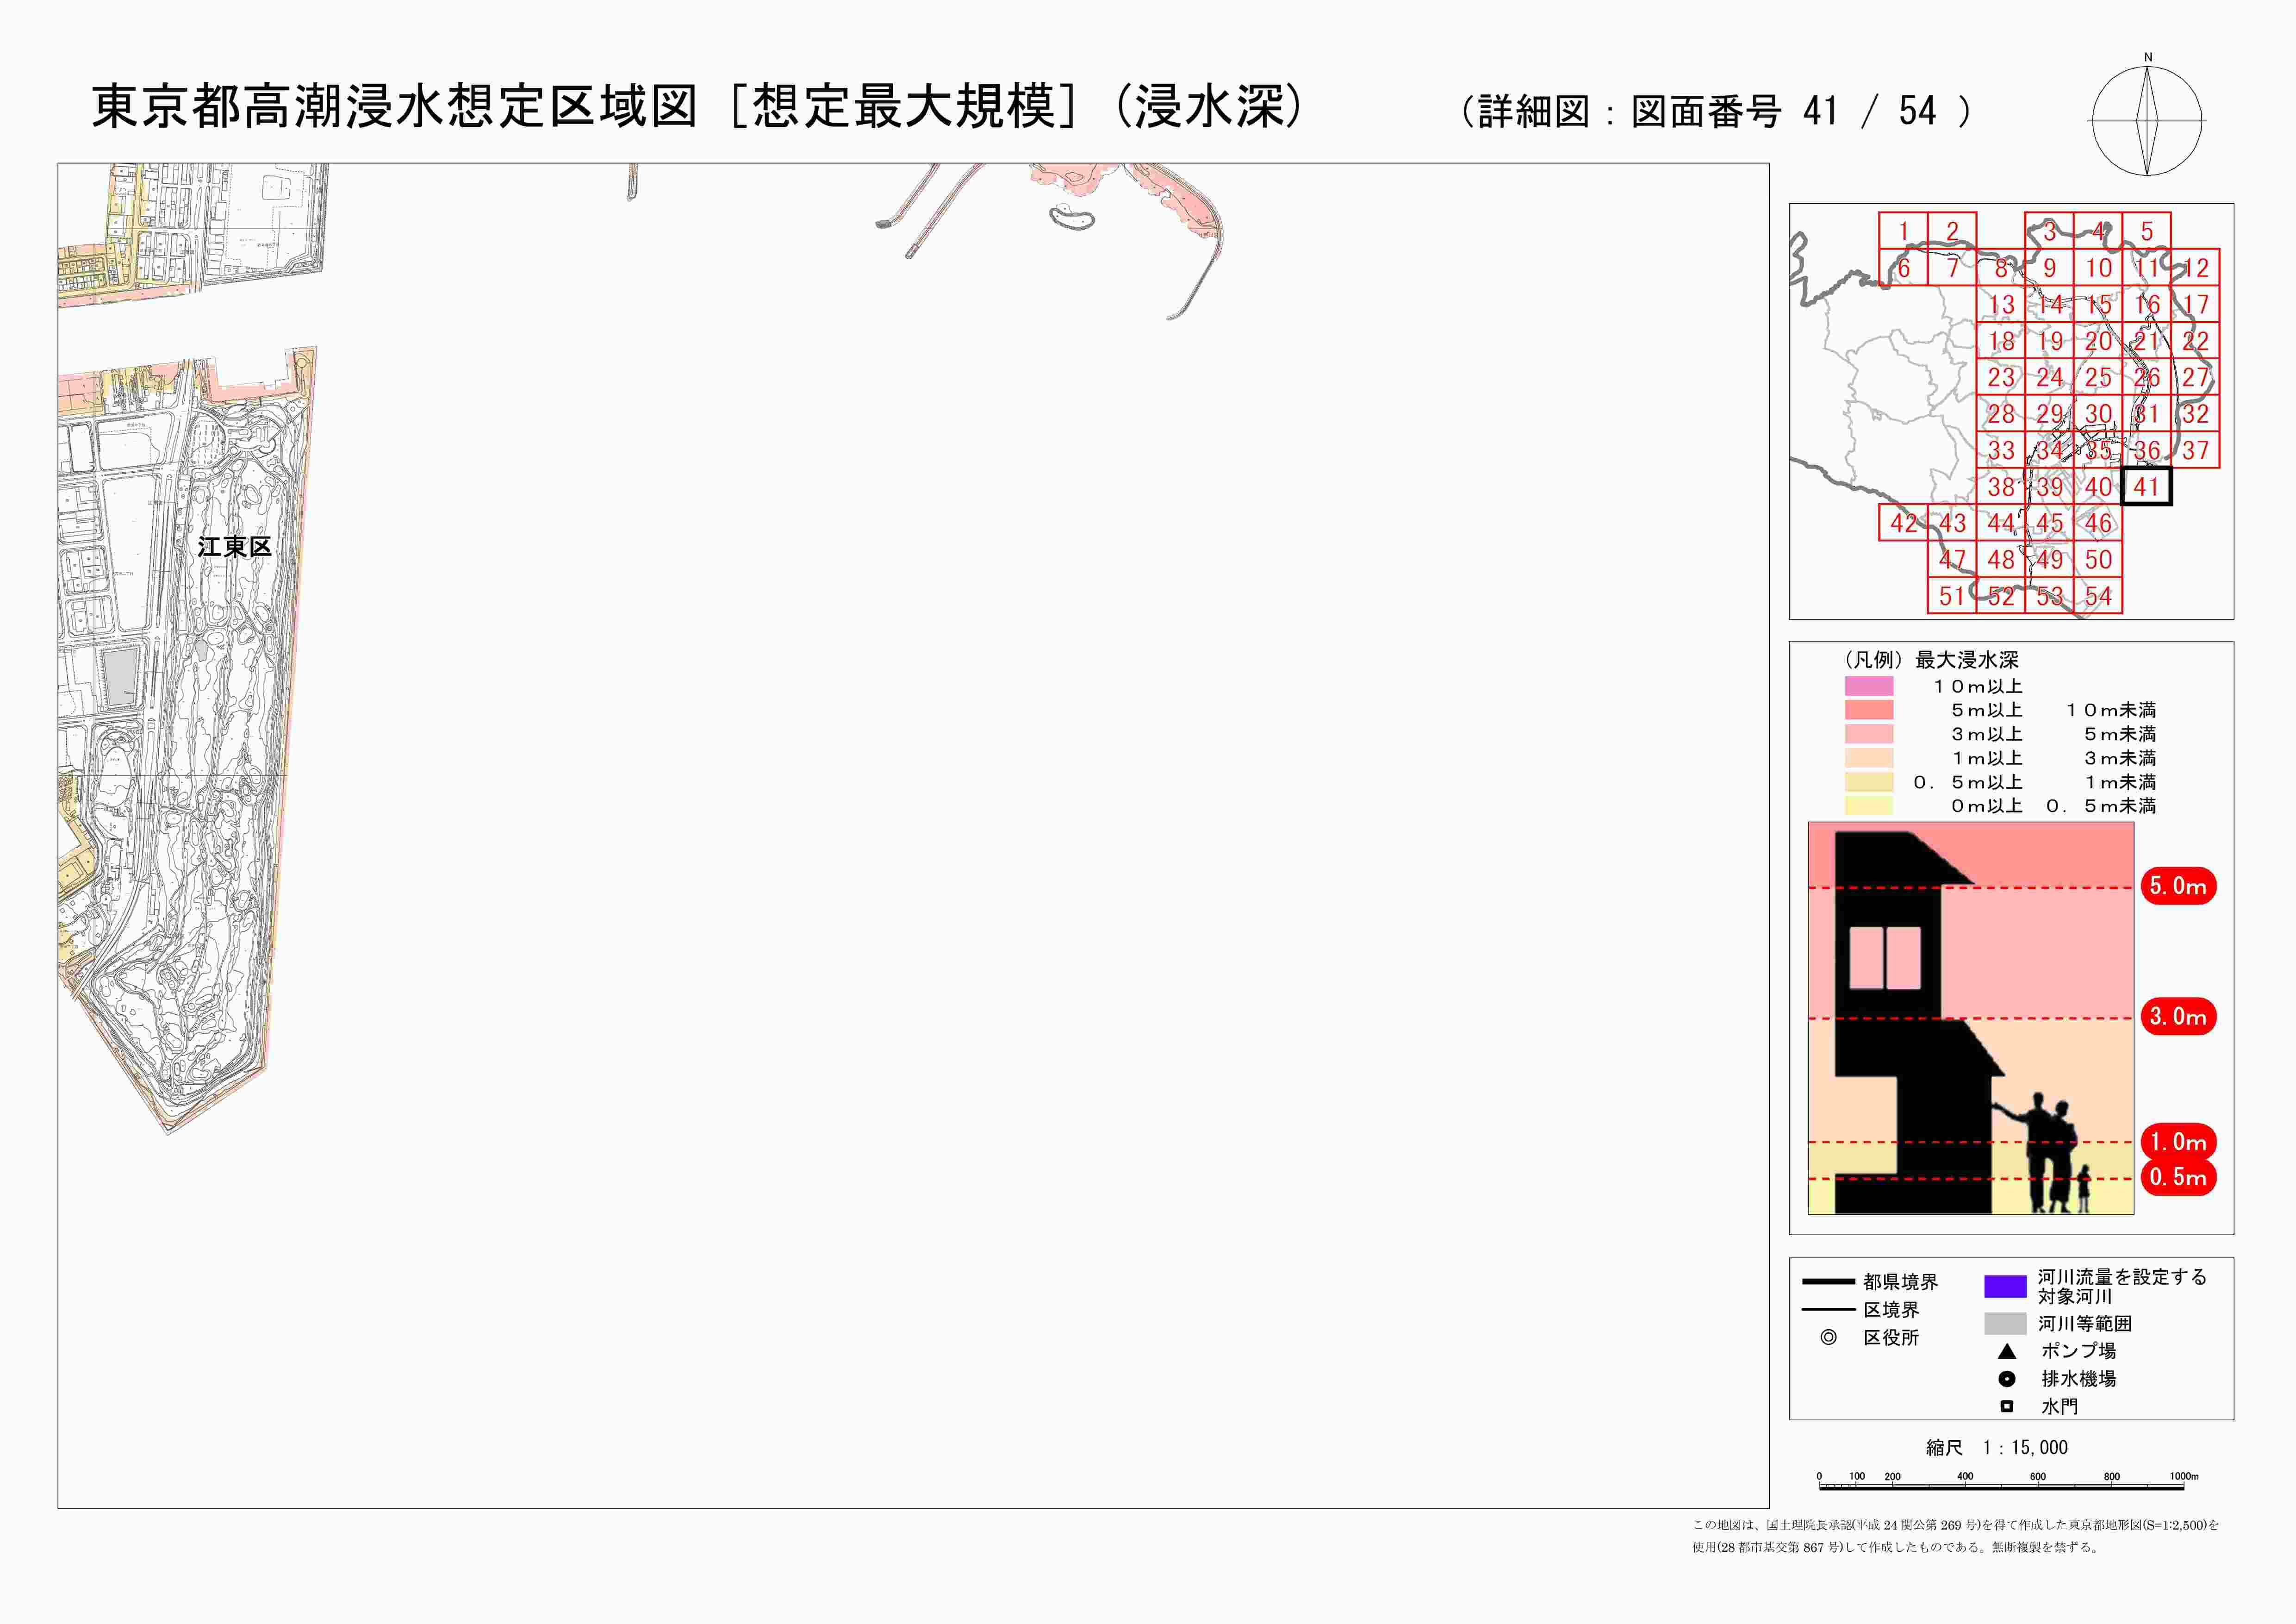 東京都高潮浸水想定区域図［想定最大規模］（浸水深）
（詳細図：図面番号 41 / 54 ）
N
江東区
1 2 3 4 5
6 7 8 9 10 11 12
13 14 15 16 17
18 19 20 21 22
23 24 25 26 27
28 29 30 31 32
33 34 35 36 37
38 39 40 41
42 43 44 45 46
47 48 49 50
51 52 53 54
（凡例）最大浸水深
１０ｍ以上
５ｍ以上 １０ｍ未満
３ｍ以上 ５ｍ未満
１ｍ以上 ３ｍ未満
０．５ｍ以上 １ｍ未満
０ｍ以上 ０．５ｍ未満
5.0m
3.0m
1.0m
0.5m
都県境界
区境界
区役所
河川流量を設定する
対象河川
河川等範囲
ポンプ場
排水機場
水門
縮尺 1：15,000
0 100 200 400 600 800 1000m
この地図は、国土理院長承認(平成 24 関公第 269 号)を得て作成した東京都地形図(S=1:2,500)を
使用(28 都市基交第 867 号)して作成したものである。無断複製を禁ずる。